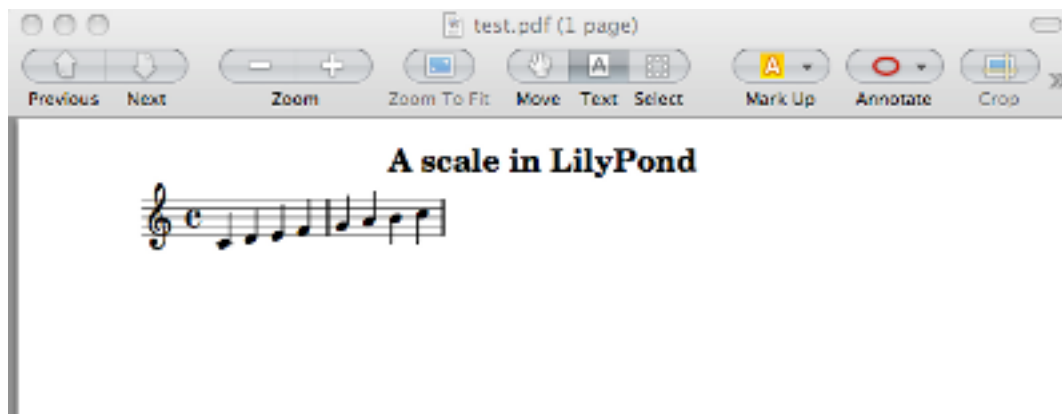 test.pdf (1 page)
A A
Previous Next Zoom Zoom To Fit Move Text Select Mark Up Annotate Crop
A scale in LilyPond